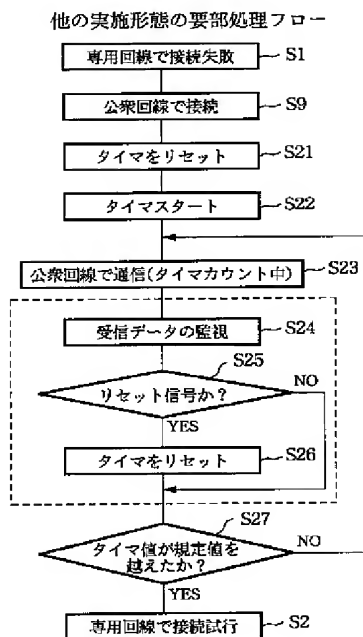 他の実施形態の要部処理フロー
専用回線で接続失敗 S1
公衆回線で接続 S9
タイマをリセット S21
タイマスタート S22
公衆回線で通信(タイマカウント中) S23
受信データの監視 S24
S25
リセット信号か? NO
YES
タイマをリセット S26
S27
タイマ値が規定値を
越えたか? NO
YES
専用回線で接続試行 S2